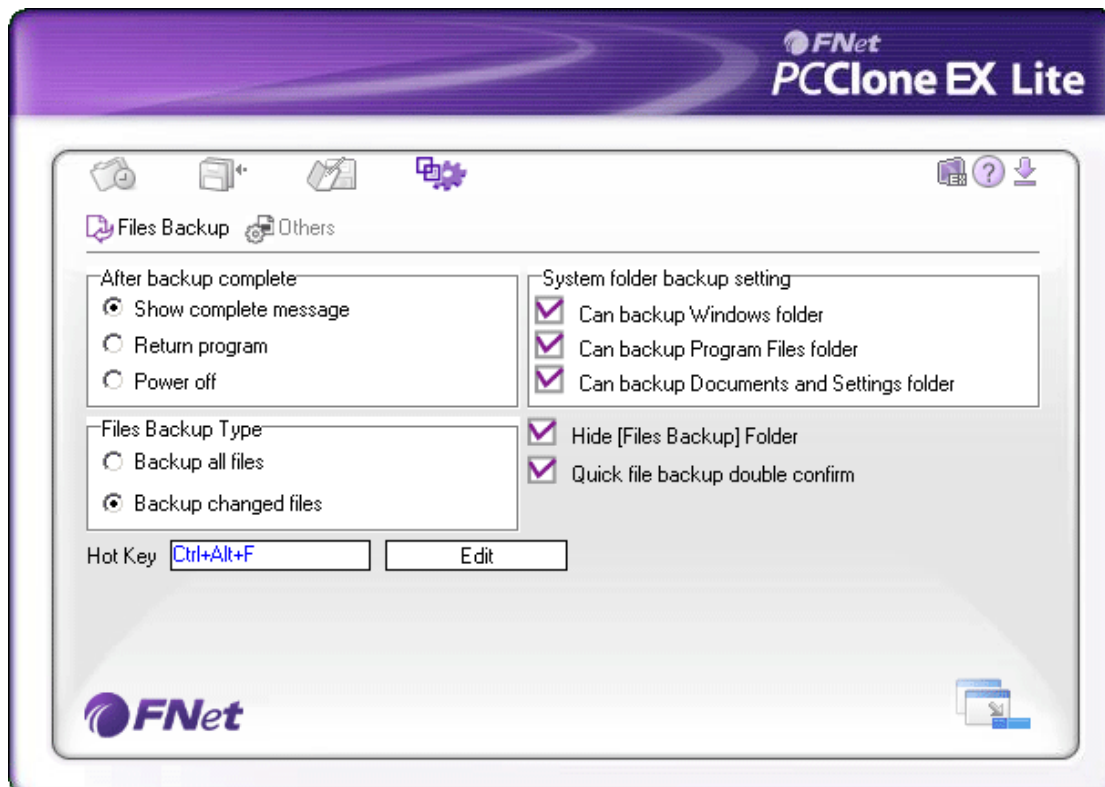 FNet
PCClone EX Lite
EX ?
Files Backup Others
After backup complete
Show complete message
Return program
Power off
System folder backup setting
Can backup Windows folder
Can backup Program Files folder
Can backup Documents and Settings folder
Files Backup Type
Backup all files
Backup changed files
Hide [Files Backup] Folder
Quick file backup double confirm
Hot Key Ctrl+Alt+F Edit
FNet